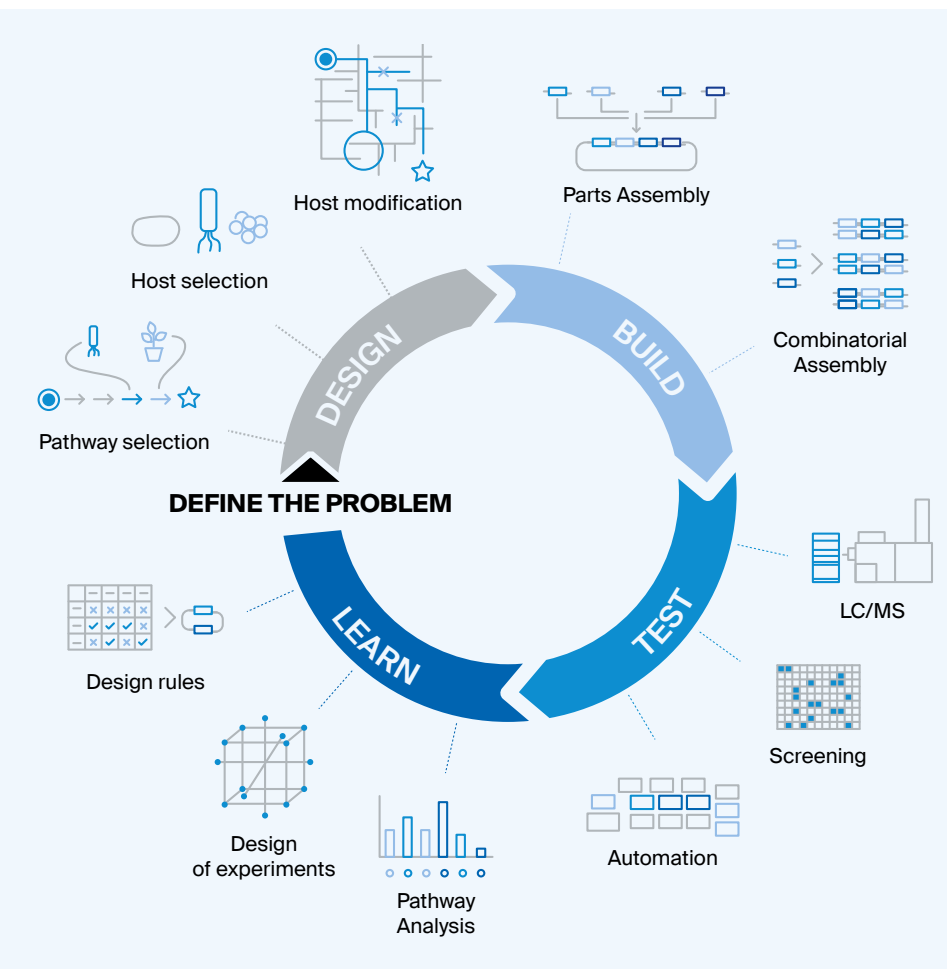 Host modification
Parts Assembly
Host selection
Combinatorial
Assembly
Pathway selection
DESIGN
BUILD
DEFINE THE PROBLEM
TEST
LEARN
LC/MS
Design rules
Screening
Design
of experiments
Automation
Pathway
Analysis